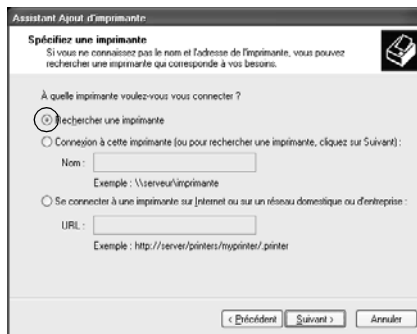 Assistant Ajout d'imprimante
Spécifiez une imprimante
Si vous ne connaissez pas le nom et l'adresse de l'imprimante, vous pouvez
rechercher une imprimante qui corresponde à vos besoins.
À quelle imprimante voulez-vous vous connecter ?
Rechercher une imprimante
Connexion à cette imprimante (ou pour rechercher une imprimante, cliquez sur Suivant) :
Nom :
Exemple : \\serveur\imprimante
Se connecter à une imprimante sur Internet ou sur un réseau domestique ou d'entreprise :
URL :
Exemple : http://server/printers/myprinter/.printer
< Précédent
Suivant >
Annuler